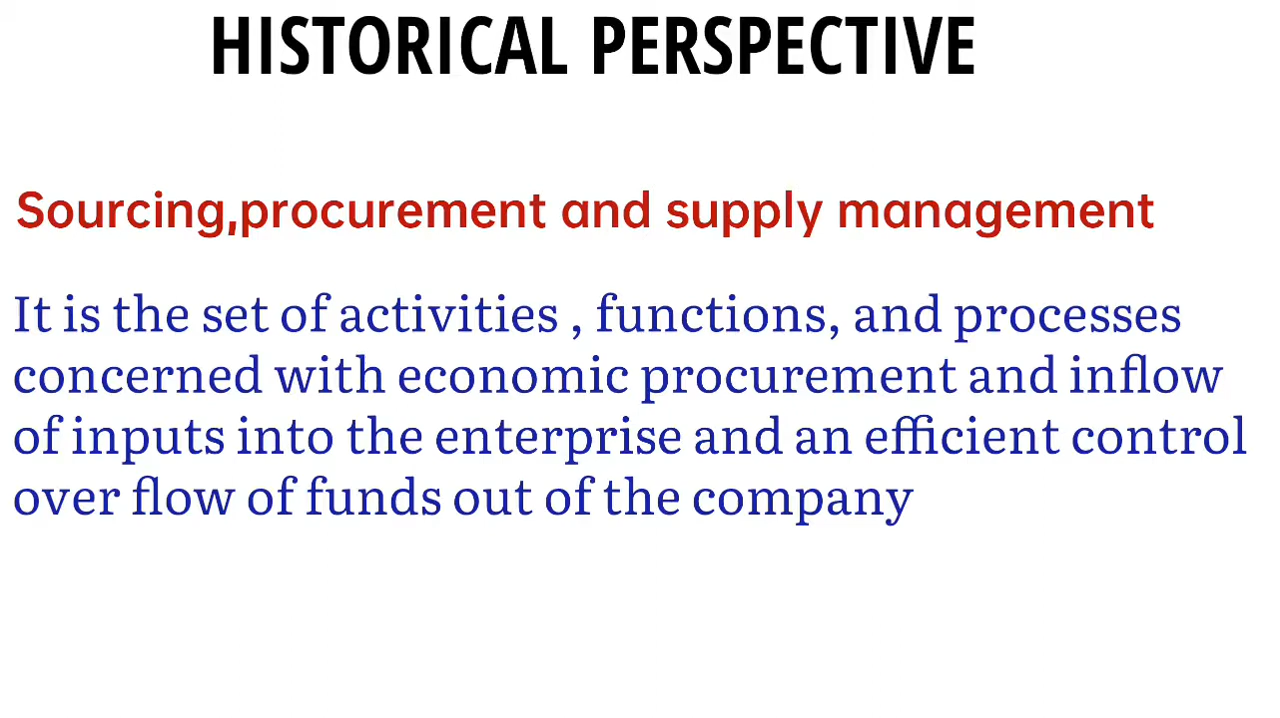 HISTORICAL PERSPECTIVE
Sourcing,procurement and supply management
It is the set of activities , functions, and processes
concerned with economic procurement and inflow
of inputs into the enterprise and an efficient control
over flow of funds out of the company